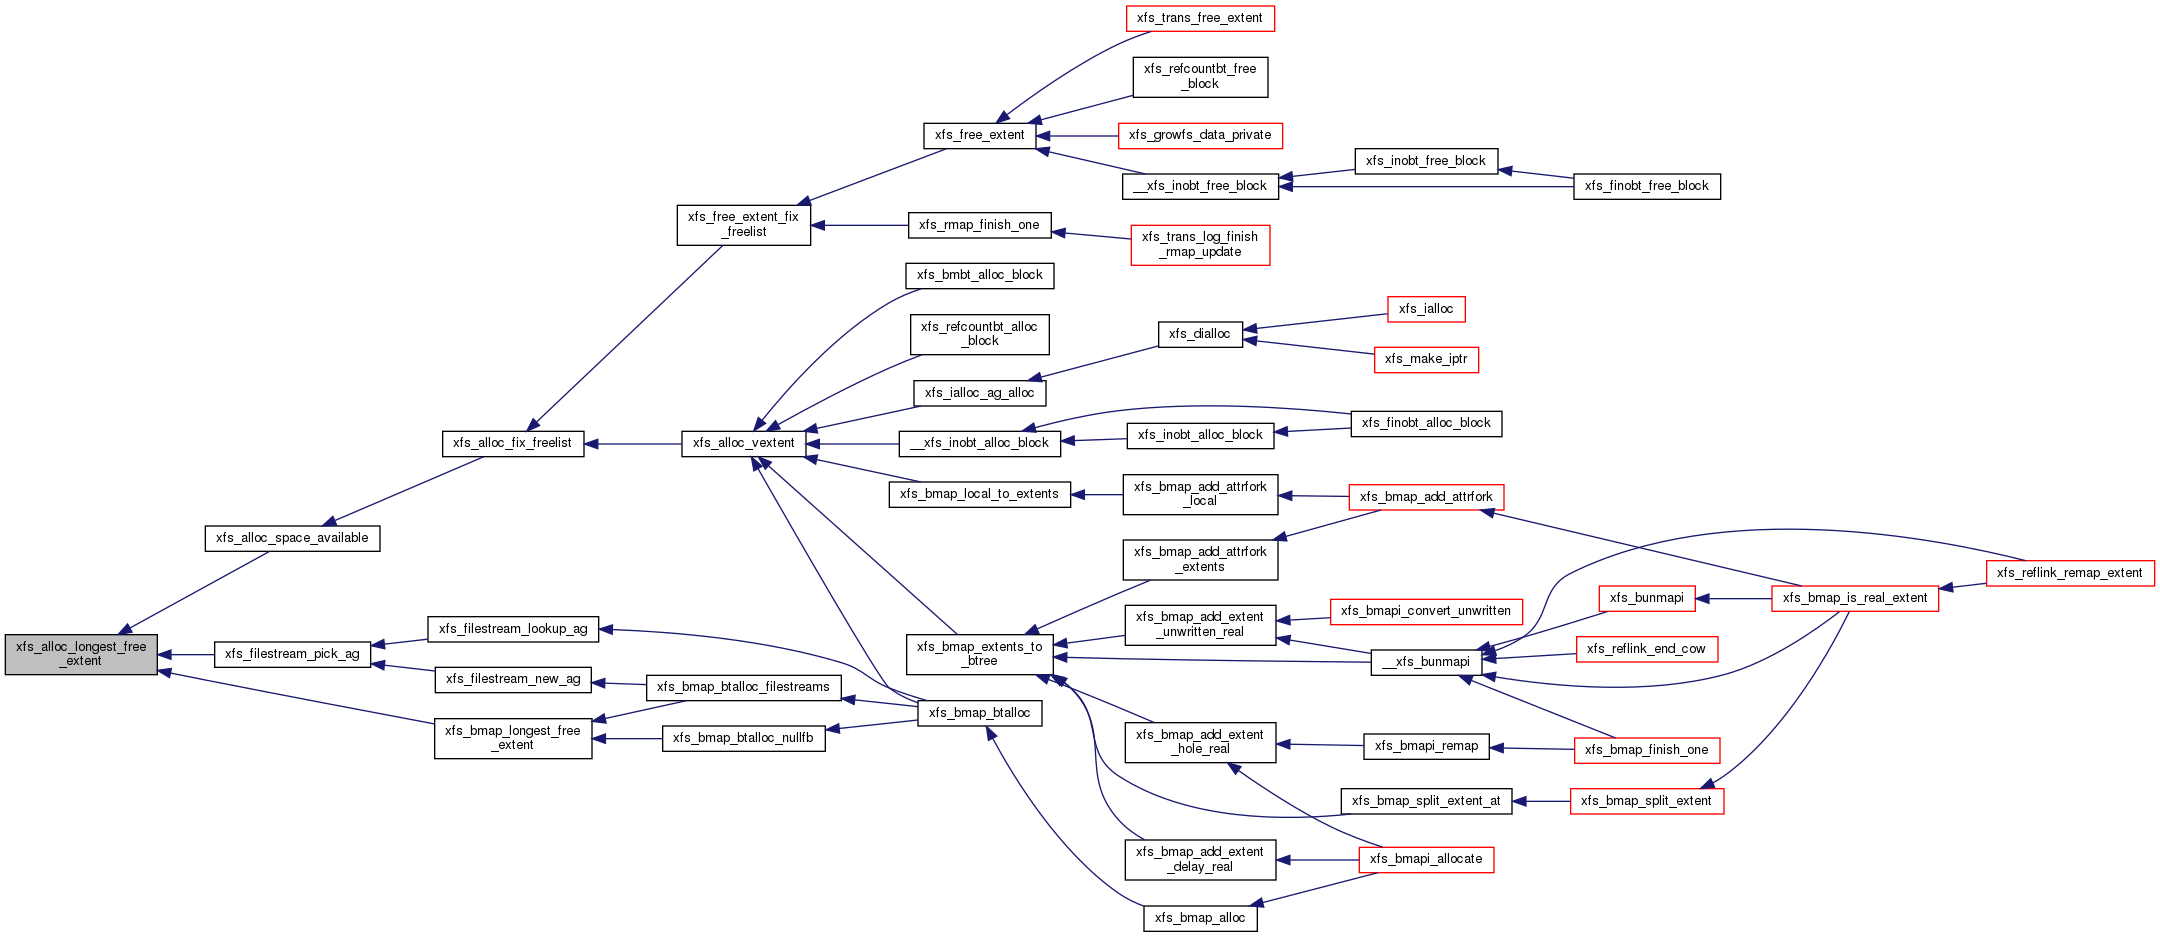 xfs_trans_free_extent
xfs_refcountbt_free
_block
xfs_free_extent
xfs_growfs_data_private
xfs_inobt_free_block
__xfs_inobt_free_block
xfs_finobt_free_block
xfs_free_extent_fix
_freelist
xfs_rmap_finish_one
xfs_trans_log_finish
_rmap_update
xfs_bmbt_alloc_block
xfs_refcountbt_alloc
_block
xfs_dialloc
xfs_ialloc
xfs_make_iptr
xfs_ialloc_ag_alloc
xfs_alloc_fix_freelist
xfs_alloc_vextent
__xfs_inobt_alloc_block
xfs_inobt_alloc_block
xfs_finobt_alloc_block
xfs_bmap_local_to_extents
xfs_bmap_add_attrfork
_local
xfs_bmap_add_attrfork
xfs_alloc_space_available
xfs_bmap_add_attrfork
_extents
xfs_reflink_remap_extent
xfs_bunmapi
xfs_bmap_is_real_extent
xfs_bmap_add_extent
_unwritten_real
xfs_bmapi_convert_unwritten
xfs_filestream_lookup_ag
xfs_alloc_longest_free
_extent
xfs_filestream_pick_ag
xfs_bmap_extents_to
_btree
__xfs_bunmapi
xfs_reflink_end_cow
xfs_filestream_new_ag
xfs_bmap_btalloc_filestreams
xfs_bmap_btalloc
xfs_bmap_longest_free
_extent
xfs_bmap_btalloc_nullfb
xfs_bmap_add_extent
_hole_real
xfs_bmapi_remap
xfs_bmap_finish_one
xfs_bmap_split_extent_at
xfs_bmap_split_extent
xfs_bmap_add_extent
_delay_real
xfs_bmapi_allocate
xfs_bmap_alloc